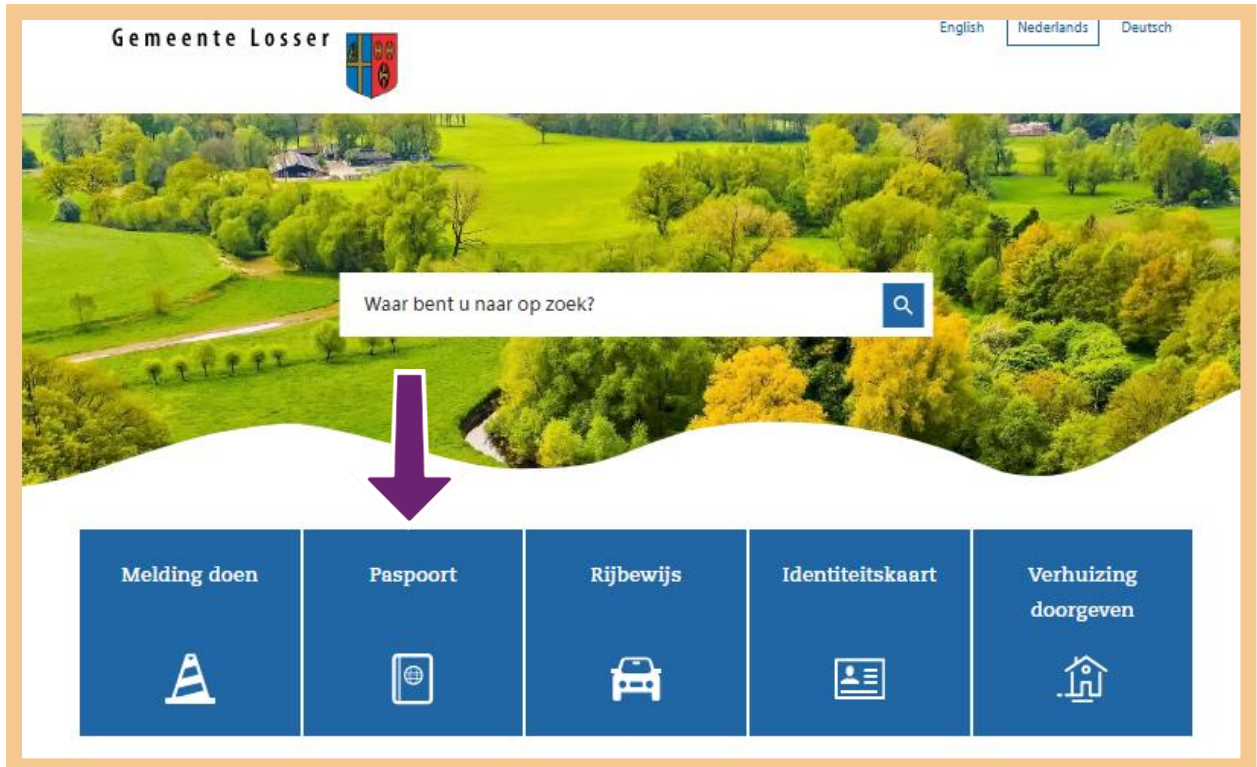 Gemeente Losser
English Nederlands Deutsch
Waar bent u naar op zoek?
Melding doen
Paspoort
Rijbewijs
Identiteitskaart
Verhuizing
doorgeven